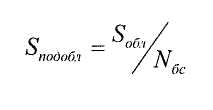 S_подобл = S_обл / N_бс